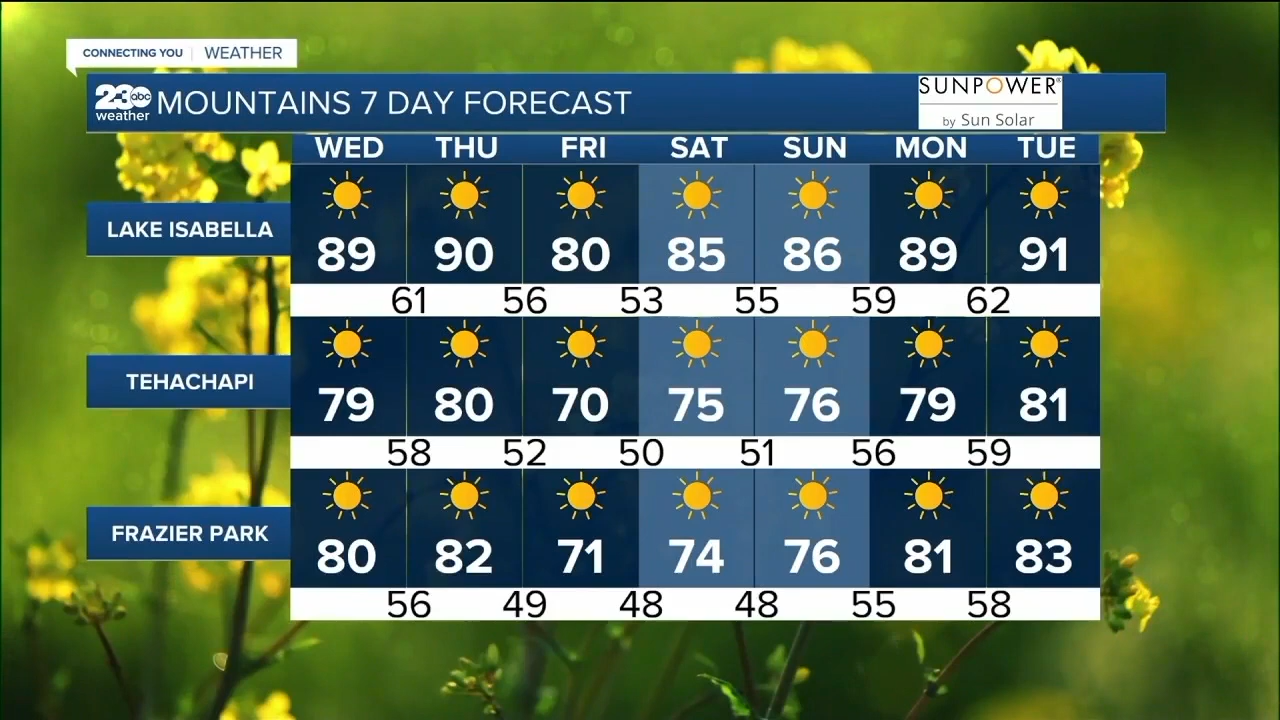 CONNECTING YOU | WEATHER
23 abc weather
MOUNTAINS 7 DAY FORECAST
SUNPOWER®
by Sun Solar
WED THU FRI SAT SUN MON TUE
LAKE ISABELLA
89 90 80 85 86 89 91
61 56 53 55 59 62
TEHACHAPI
79 80 70 75 76 79 81
58 52 50 51 56 59
FRAZIER PARK
80 82 71 74 76 81 83
56 49 48 48 55 58